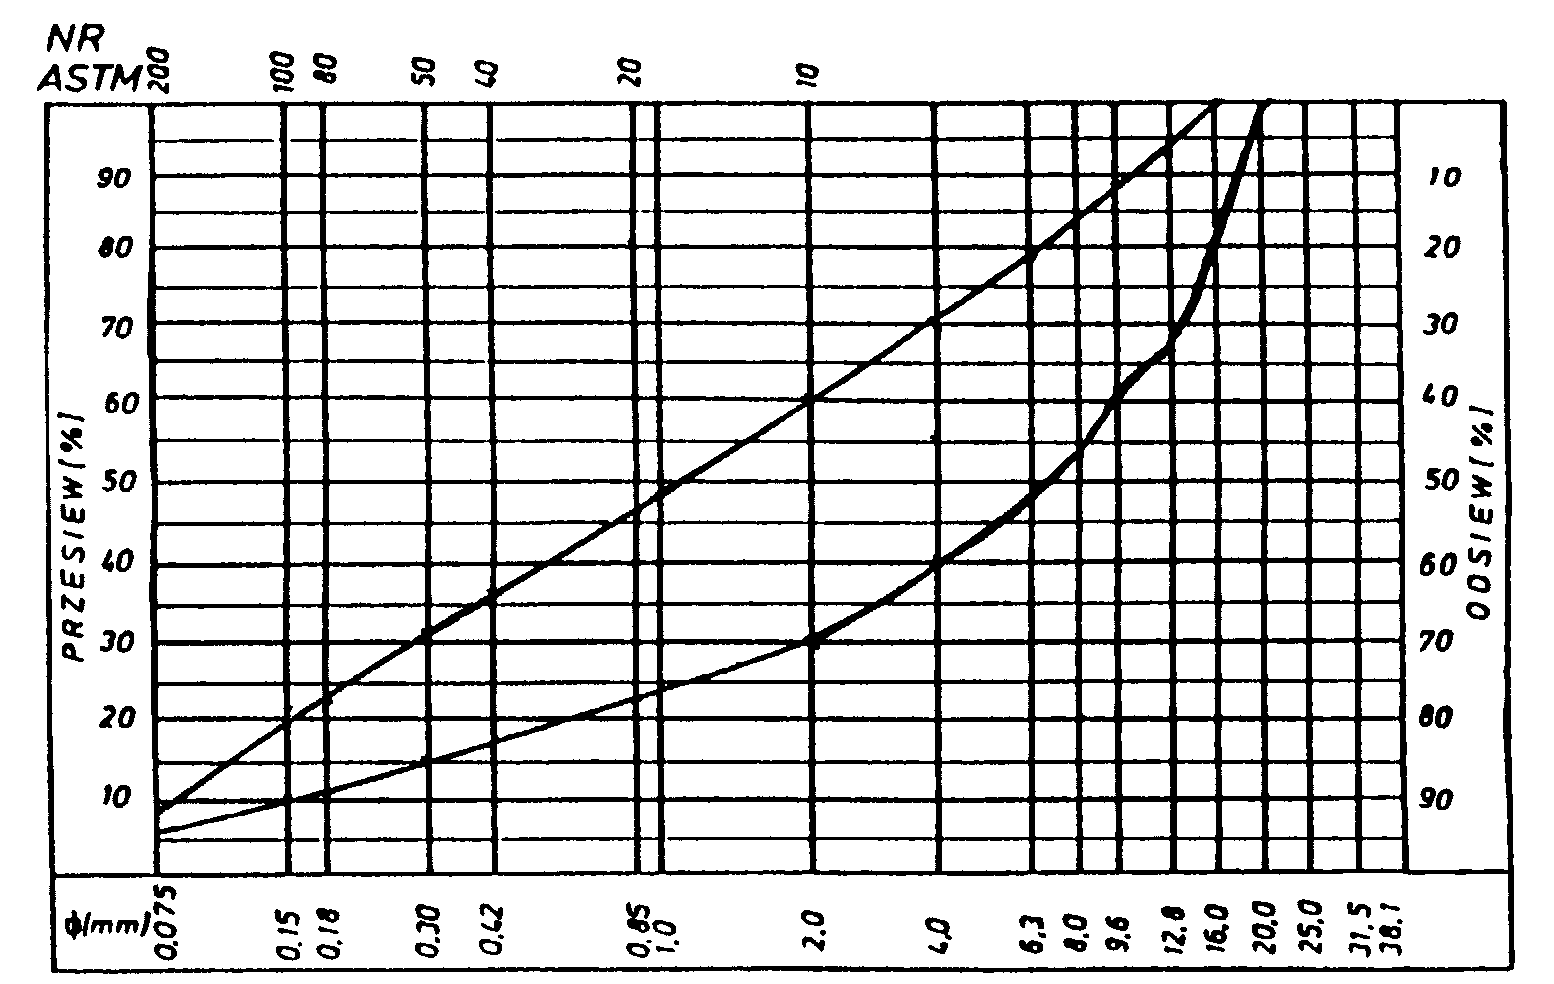 NR
ASTM 200 100 80 50 40 20 10
90 10
80 20
70 30
60 40
50 50
40 60
30 70
20 80
10 90
PRZESIEW (%)
ODSIEW (%)
ϕ(mm) 0.075 0.15 0,18 0.30 0.42 0,85 1,0 2.0 4,0 6,3 8,0 9,6 12.8 16,0 20,0 25,0 31,5 38,1